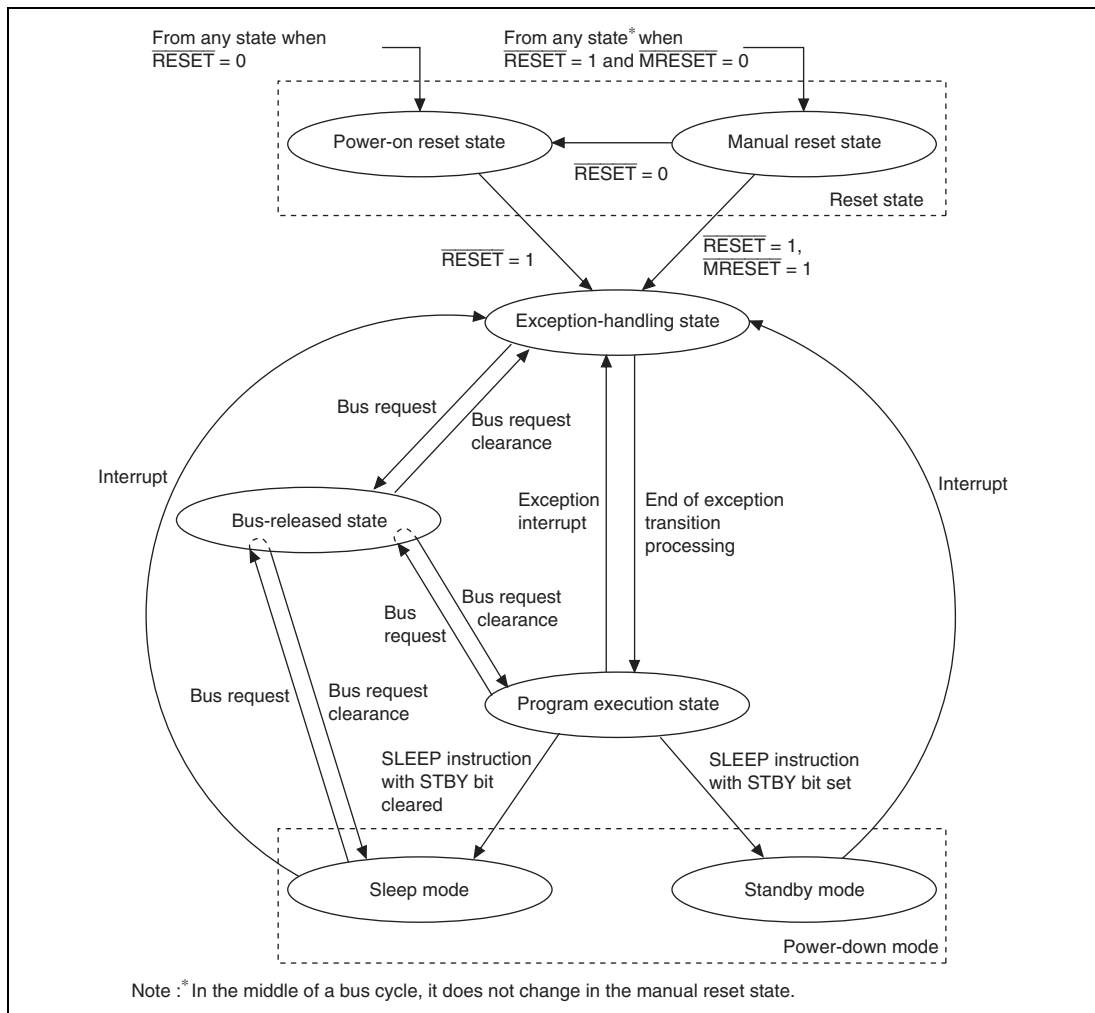 From any state when
RESET = 0
From any state* when
RESET = 1 and MRESET = 0
Power-on reset state
Manual reset state
RESET = 0
Reset state
RESET = 1
RESET = 1,
MRESET = 1
Exception-handling state
Bus request
Bus request
clearance
Interrupt
Interrupt
Exception
interrupt
End of exception
transition
processing
Bus-released state
Bus
request
Bus request
clearance
Bus request
Bus request
clearance
Program execution state
SLEEP instruction
with STBY bit
cleared
SLEEP instruction
with STBY bit set
Sleep mode
Standby mode
Power-down mode
Note :* In the middle of a bus cycle, it does not change in the manual reset state.